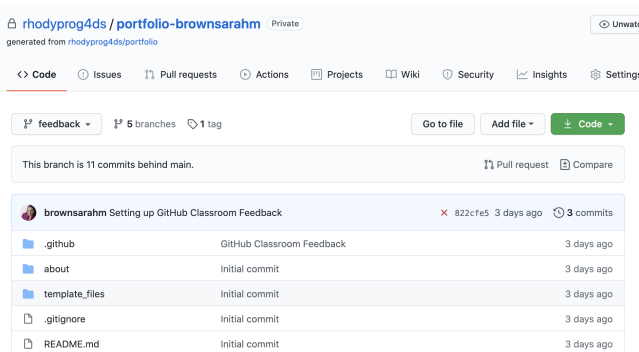 rhodyprog4ds / portfolio-brownsarahm Private
Unwatc
generated from rhodyprog4ds/portfolio
<> Code Issues Pull requests Actions Projects Wiki Security Insights Settings
feedback 5 branches 1 tag Go to file Add file Code
This branch is 11 commits behind main. Pull request Compare
brownsarahm Setting up GitHub Classroom Feedback 822cfe5 3 days ago 3 commits
.github GitHub Classroom Feedback 3 days ago
about Initial commit 3 days ago
template_files Initial commit 3 days ago
.gitignore Initial commit 3 days ago
README.md Initial commit 3 days ago